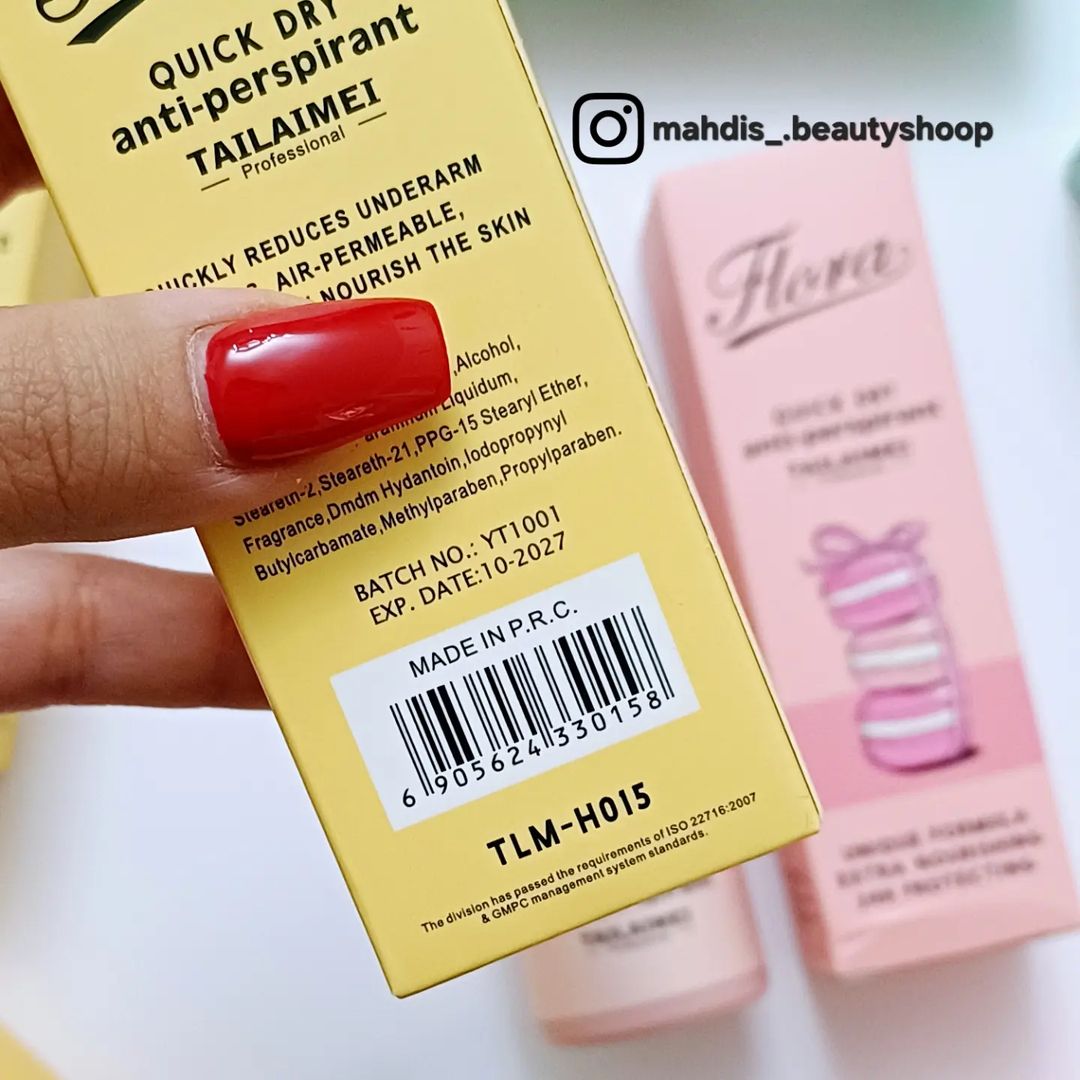 QUICK DRY
anti-perspirant
TAILAIMEI
Professional
QUICKLY REDUCES UNDERARM
AIR-PERMEABLE,
NOURISH THE SKIN
,Alcohol,
Liquidum,
Steareth-2,Steareth-21,PPG-15 Stearyl Ether,
Fragrance,Dmdm Hydantoin,Iodopropynyl
Butylcarbamate,Methylparaben,Propylparaben.
BATCH NO.: YT1001
EXP. DATE:10-2027
MADE IN P.R.C.
6 905624 330158
TLM-H015
The division has passed the requirements of ISO 22716:2007
& GMPC management system standards.
mahdis_.beautyshoop
Flora
QUICK DRY
anti-perspirant
TAILAIMEI
UNIQUE FORMULA
EXTRA NOURISHING
24H PROTECTING
TAILAIMEI